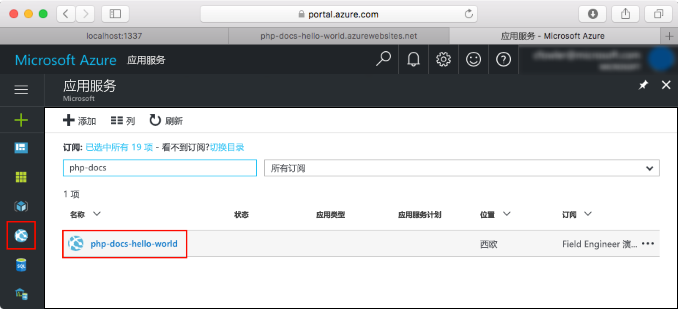 portal.azure.com
localhost:1337
php-docs-hello-world.azurewebsites.net
应用服务 - Microsoft Azure
Microsoft Azure 应用服务
应用服务
Microsoft
添加 列 刷新
订阅: 已选中所有 19 项 - 看不到订阅?切换目录
php-docs 所有订阅
1 项
名称 状态 应用类型 应用服务计划 位置 订阅
php-docs-hello-world 西欧 Field Engineer 演...
SQL